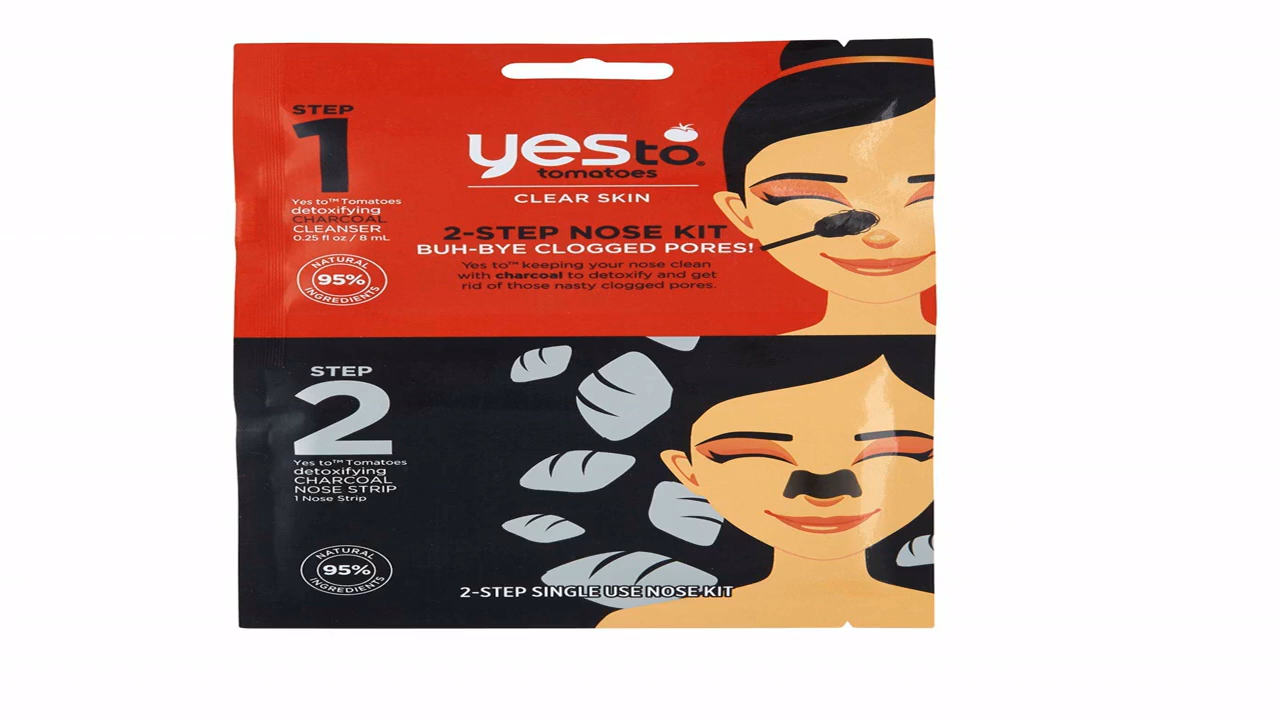 STEP
1
Yes to™ Tomatoes
detoxifying
CHARCOAL
CLEANSER
0.25 fl oz / 8 mL
NATURAL
95%
INGREDIENTS
yes to®
tomatoes
CLEAR SKIN
2-STEP NOSE KIT
BUH-BYE CLOGGED PORES!
Yes to™ keeping your nose clean
with charcoal to detoxify and get
rid of those nasty clogged pores.
STEP
2
Yes to™ Tomatoes
detoxifying
CHARCOAL
NOSE STRIP
1 Nose Strip
NATURAL
95%
INGREDIENTS
2-STEP SINGLE USE NOSE KIT